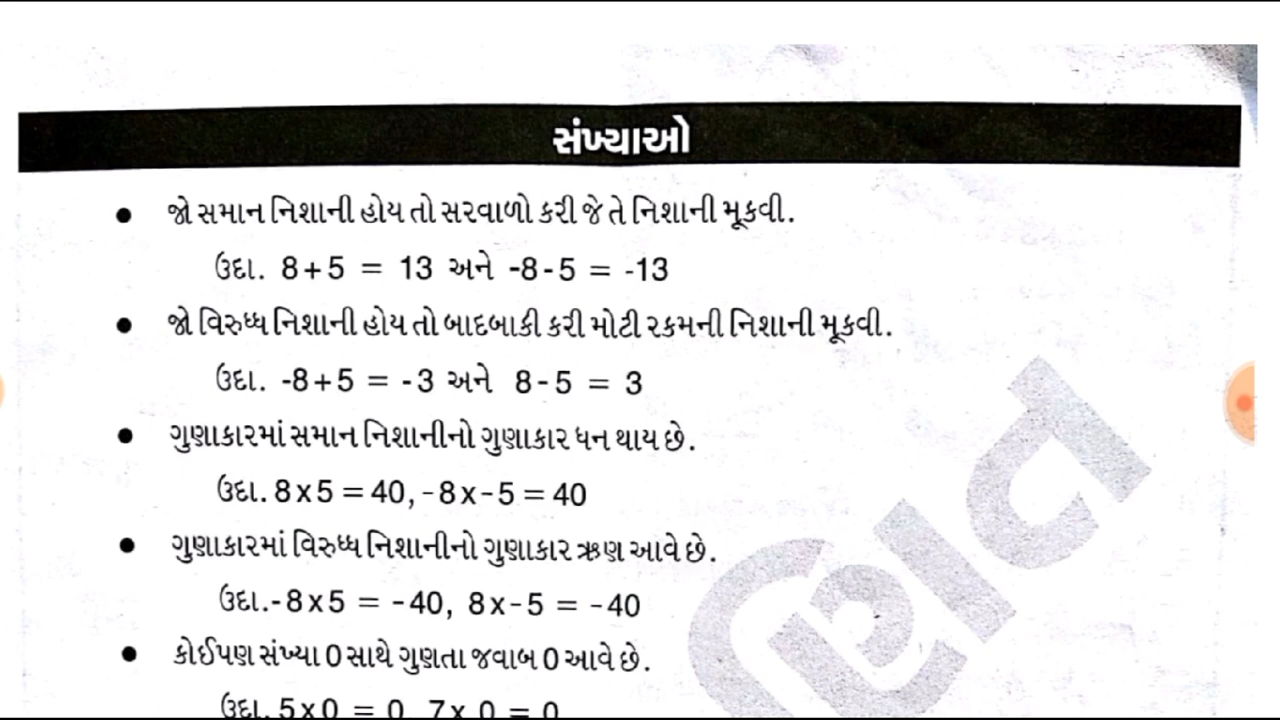 સંખ્યાઓ
• જો સમાન નિશાની હોય તો સરવાળો કરી જે તે નિશાની મૂકવી.
ઉદા. 8+5 = 13 અને -8-5 = -13
• જો વિરુધ્ધ નિશાની હોય તો બાદબાકી કરી મોટી રકમની નિશાની મૂકવી.
ઉદા. -8+5 = -3 અને 8-5 = 3
• ગુણાકારમાં સમાન નિશાનીનો ગુણાકાર ધન થાય છે.
ઉદા. 8x5 = 40, -8x-5 = 40
• ગુણાકારમાં વિરુધ્ધ નિશાનીનો ગુણાકાર ઋણ આવે છે.
ઉદા.-8x5 = -40, 8x-5 = -40
• કોઈપણ સંખ્યા 0 સાથે ગુણતા જવાબ 0 આવે છે.
ઉદા. 5x0 = 0 7x 0 = 0